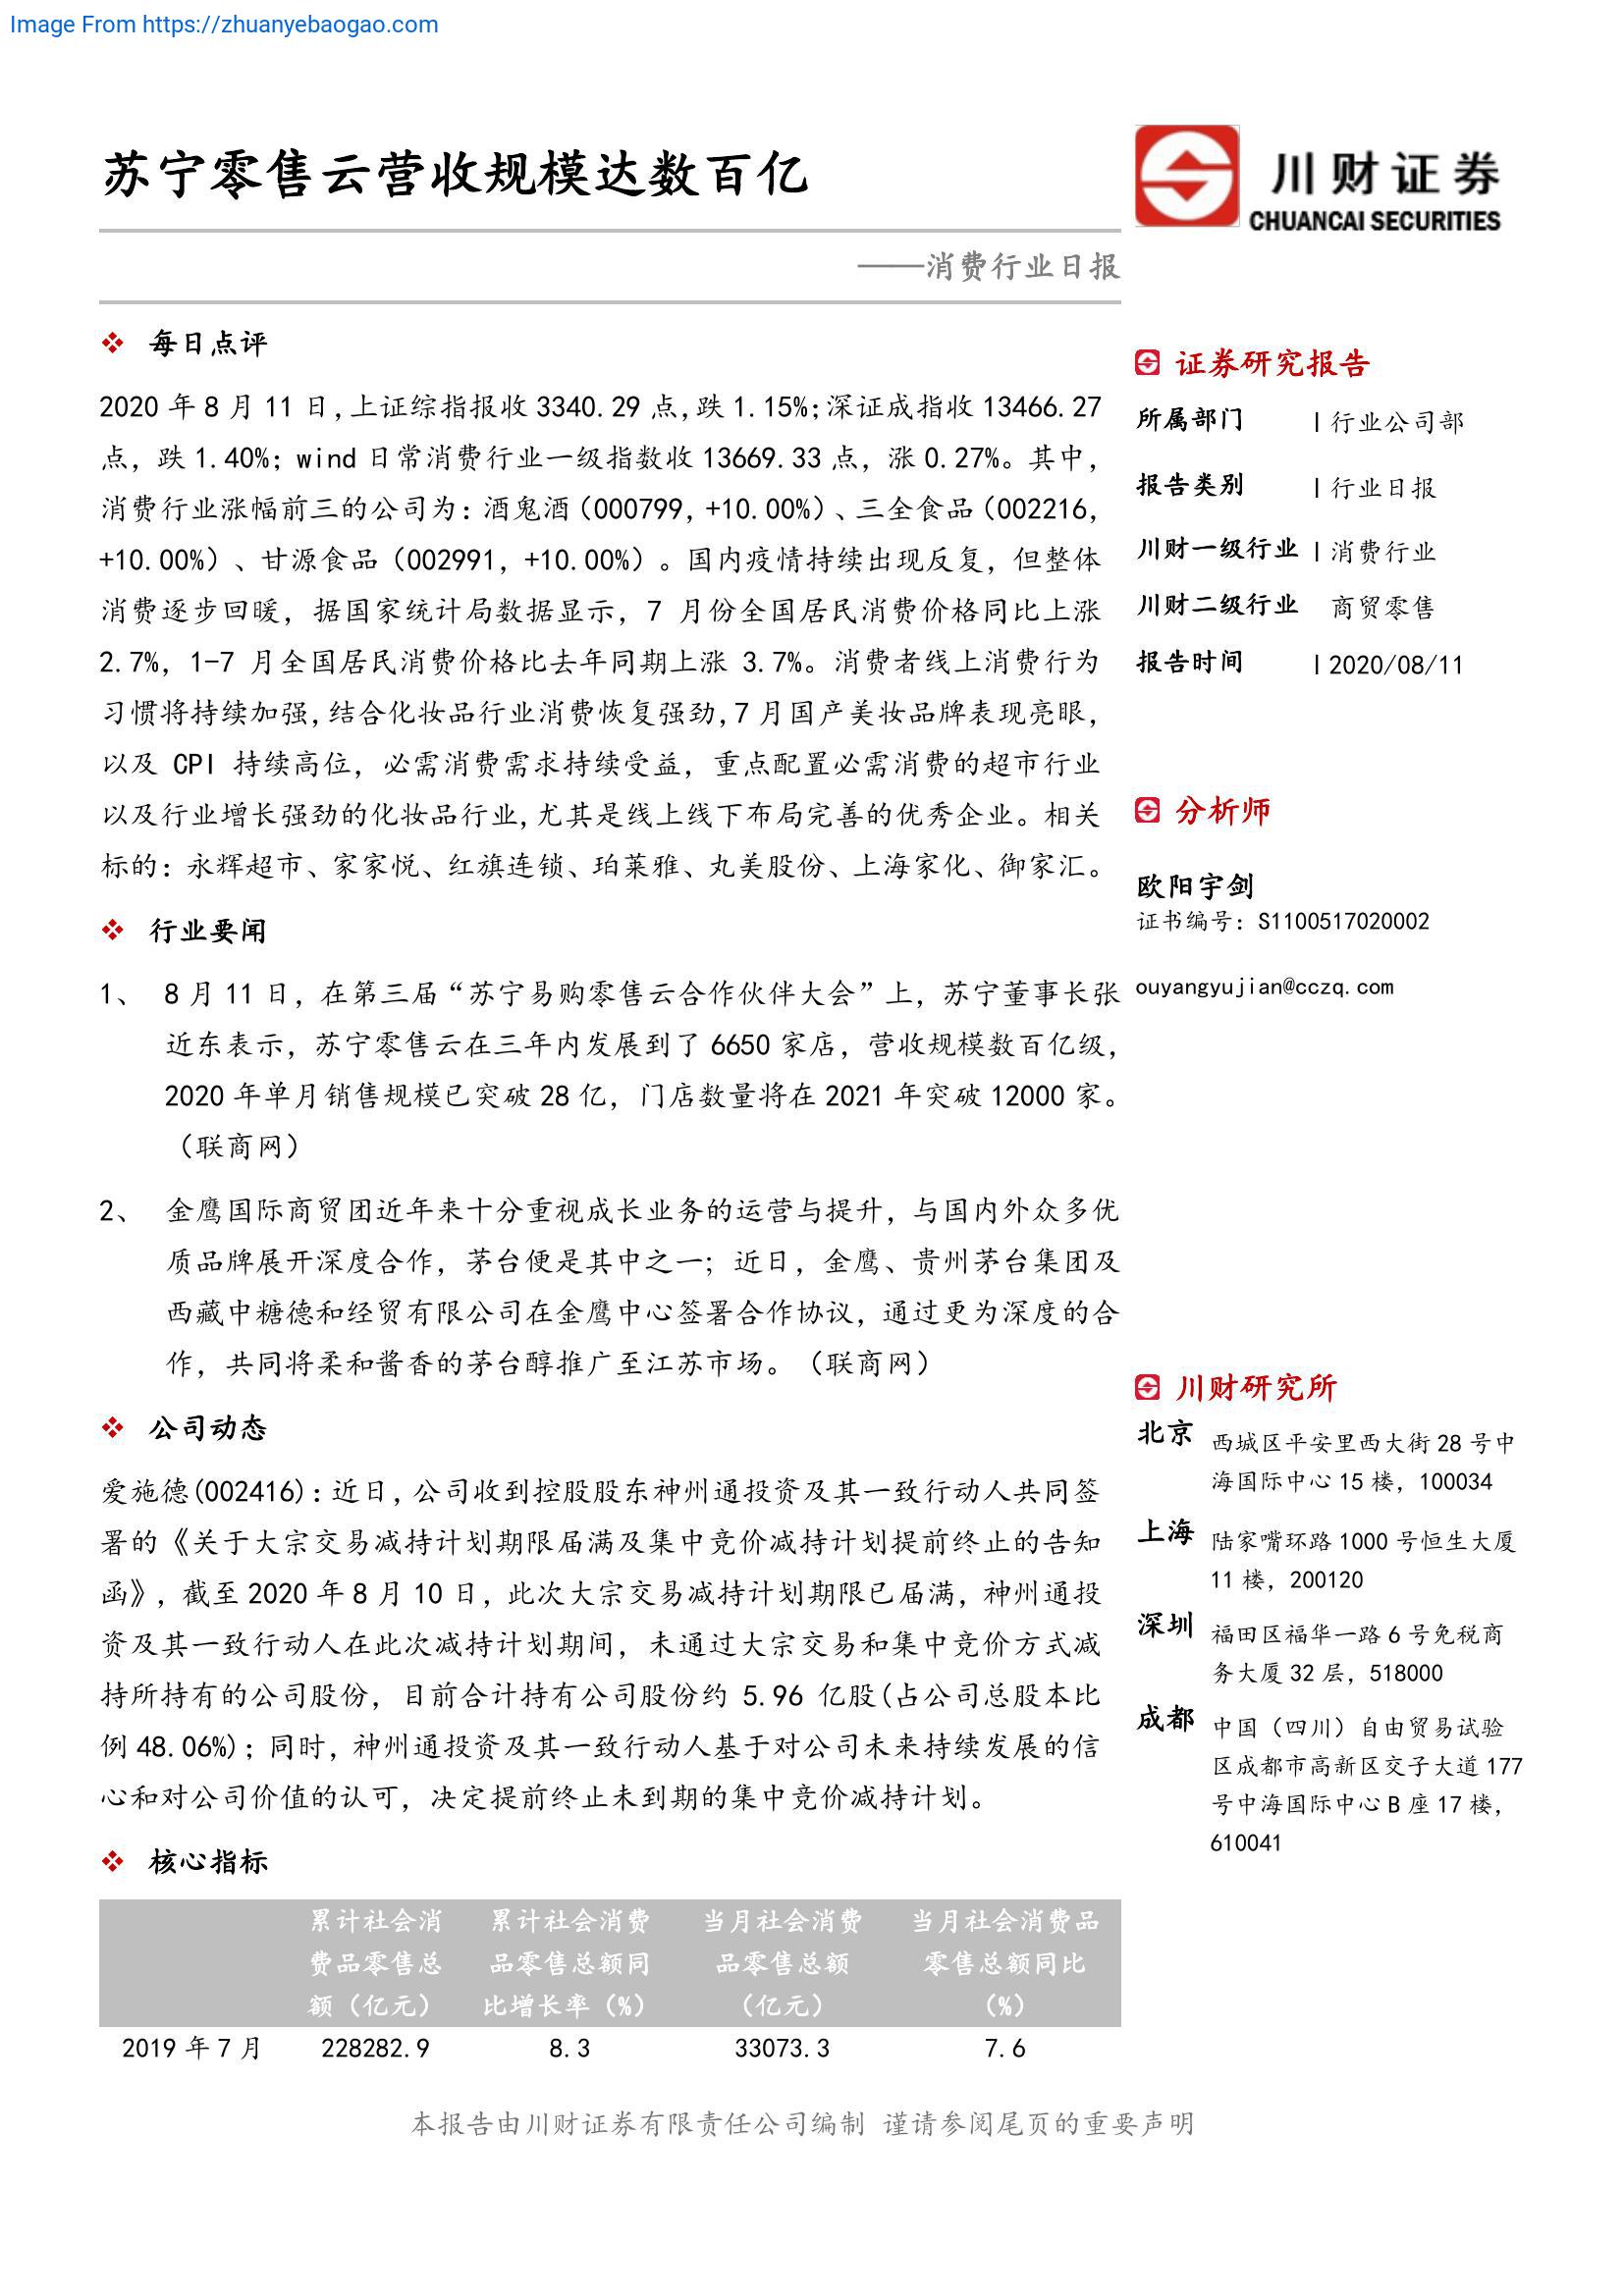 Image From https://zhuanyebaogao.com
苏宁零售云营收规模达数百亿
川财证券
CHUANCAI SECURITIES
——消费行业日报
每日点评
2020 年 8 月 11 日,上证综指报收 3340.29 点,跌 1.15%;深证成指收 13466.27
点，跌 1.40%；wind 日常消费行业一级指数收 13669.33 点，涨 0.27%。其中，
消费行业涨幅前三的公司为：酒鬼酒（000799，+10.00%）、三全食品（002216，
+10.00%）、甘源食品（002991，+10.00%）。国内疫情持续出现反复，但整体
消费逐步回暖，据国家统计局数据显示，7 月份全国居民消费价格同比上涨
2.7%，1-7 月全国居民消费价格比去年同期上涨 3.7%。消费者线上消费行为
习惯将持续加强,结合化妆品行业消费恢复强劲,7 月国产美妆品牌表现亮眼，
以及 CPI 持续高位，必需消费需求持续受益，重点配置必需消费的超市行业
以及行业增长强劲的化妆品行业,尤其是线上线下布局完善的优秀企业。相关
标的：永辉超市、家家悦、红旗连锁、珀莱雅、丸美股份、上海家化、御家汇。
行业要闻
1、 8 月 11 日，在第三届“苏宁易购零售云合作伙伴大会”上，苏宁董事长张
近东表示，苏宁零售云在三年内发展到了 6650 家店，营收规模数百亿级，
2020 年单月销售规模已突破 28 亿，门店数量将在 2021 年突破 12000 家。
（联商网）
2、 金鹰国际商贸团近年来十分重视成长业务的运营与提升，与国内外众多优
质品牌展开深度合作，茅台便是其中之一；近日，金鹰、贵州茅台集团及
西藏中糖德和经贸有限公司在金鹰中心签署合作协议，通过更为深度的合
作，共同将柔和酱香的茅台醇推广至江苏市场。（联商网）
公司动态
爱施德(002416)：近日，公司收到控股股东神州通投资及其一致行动人共同签
署的《关于大宗交易减持计划期限届满及集中竞价减持计划提前终止的告知
函》，截至 2020 年 8 月 10 日，此次大宗交易减持计划期限已届满，神州通投
资及其一致行动人在此次减持计划期间，未通过大宗交易和集中竞价方式减
持所持有的公司股份，目前合计持有公司股份约 5.96 亿股(占公司总股本比
例 48.06%)；同时，神州通投资及其一致行动人基于对公司未来持续发展的信
心和对公司价值的认可，决定提前终止未到期的集中竞价减持计划。
核心指标
累计社会消费品零售总额（亿元） 累计社会消费品零售总额同比增长率（%） 当月社会消费品零售总额（亿元） 当月社会消费品零售总额同比（%）
2019 年 7 月 228282.9 8.3 33073.3 7.6
证券研究报告
所属部门 | 行业公司部
报告类别 | 行业日报
川财一级行业 | 消费行业
川财二级行业 商贸零售
报告时间 | 2020/08/11
分析师
欧阳宇剑
证书编号：S1100517020002
ouyangyujian@cczq.com
川财研究所
北京 西城区平安里西大街 28 号中
海国际中心 15 楼，100034
上海 陆家嘴环路 1000 号恒生大厦
11 楼，200120
深圳 福田区福华一路 6 号免税商
务大厦 32 层，518000
成都 中国（四川）自由贸易试验
区成都市高新区交子大道 177
号中海国际中心 B 座 17 楼，
610041
本报告由川财证券有限责任公司编制 谨请参阅尾页的重要声明